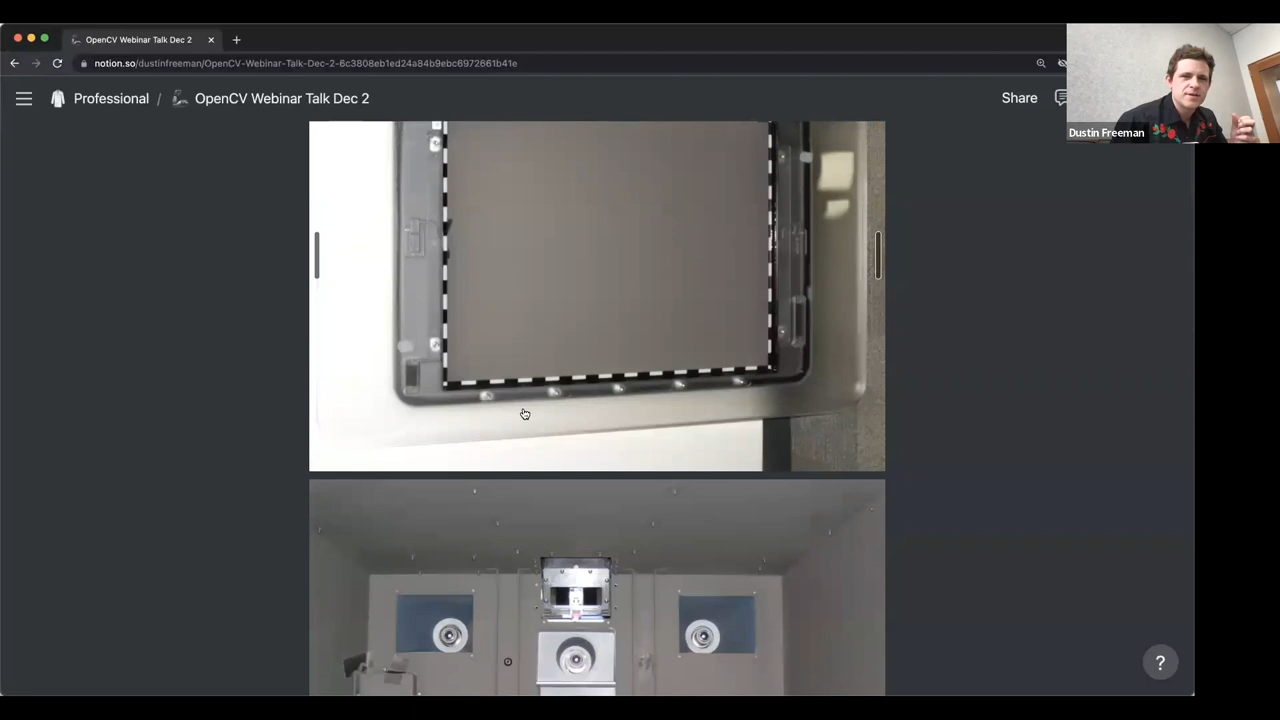 OpenCV Webinar Talk Dec 2
notion.so/dustinfreeman/OpenCV-Webinar-Talk-Dec-2-6c3808eb1ed24a84b9ebc6972661b41e
Professional / OpenCV Webinar Talk Dec 2
Share
Dustin Freeman
?